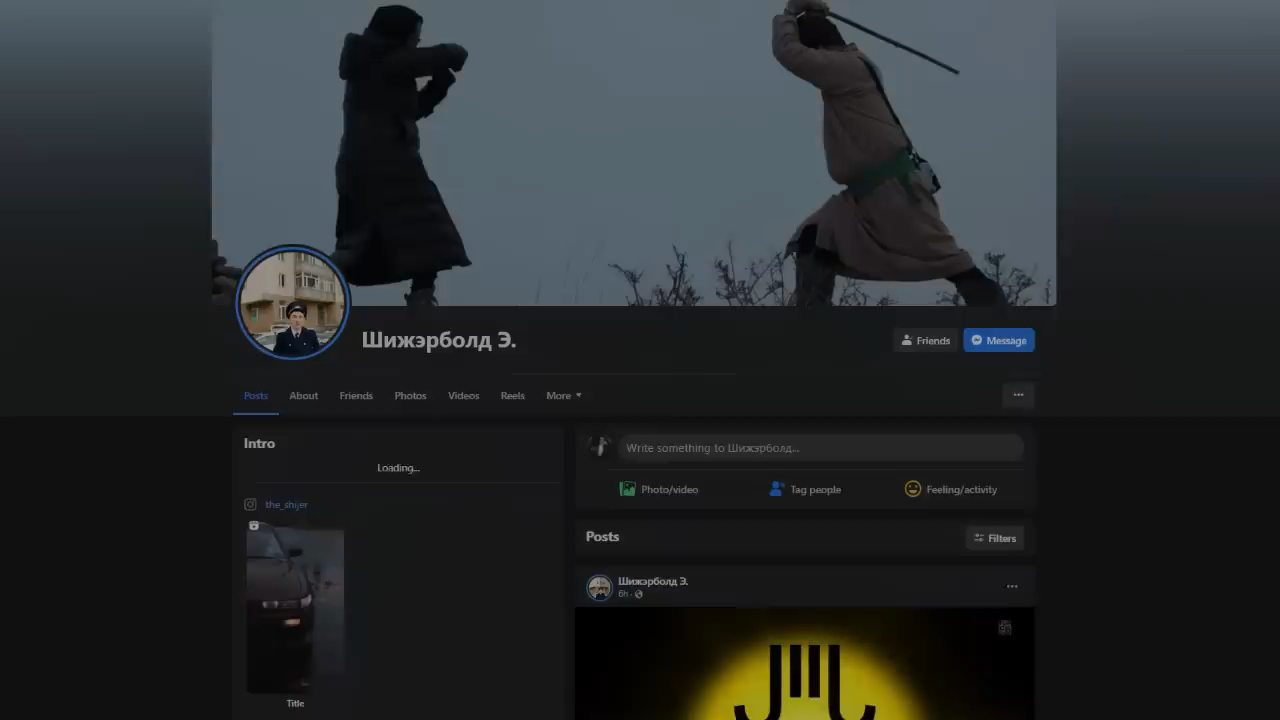 Шижэрболд Э.
Friends
Message
Posts
About
Friends
Photos
Videos
Reels
More
Intro
Loading...
the_shijer
Title
Write something to Шижэрболд...
Photo/video
Tag people
Feeling/activity
Posts
Filters
Шижэрболд Э.
6h